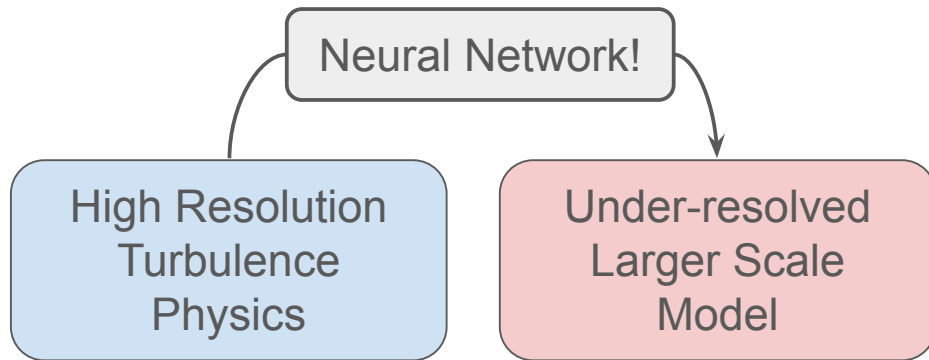 Neural Network!
High Resolution
Turbulence
Physics
Under-resolved
Larger Scale
Model